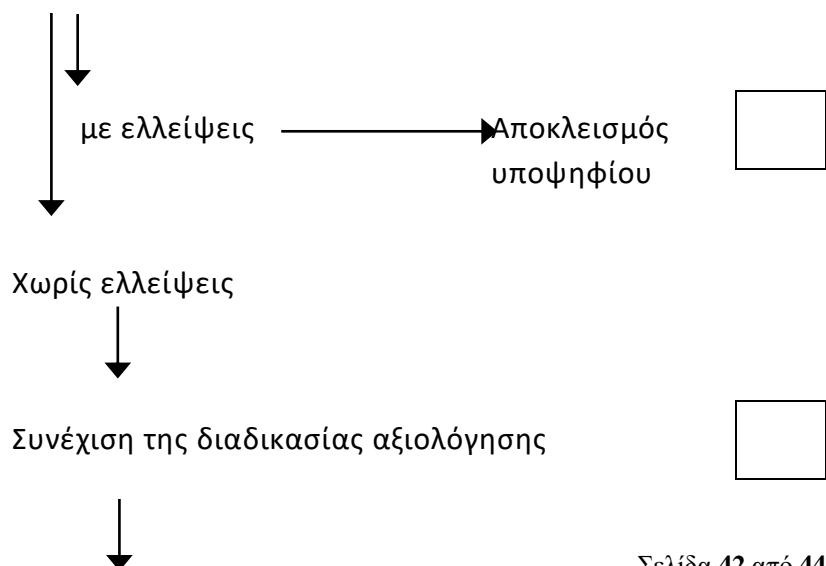 με ελλείψεις Αποκλεισμός
υποψηφίου
Χωρίς ελλείψεις
Συνέχιση της διαδικασίας αξιολόγησης
Σελίδα 42 από 44